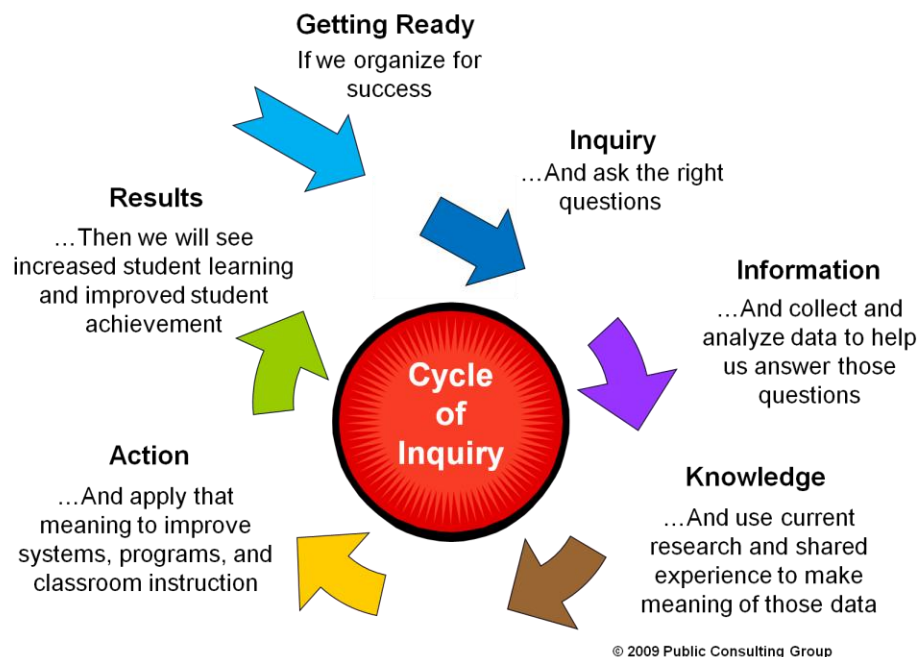 Getting Ready
If we organize for
success
Inquiry
…And ask the right
questions
Information
…And collect and
analyze data to help
us answer those
questions
Knowledge
…And use current
research and shared
experience to make
meaning of those data
Action
…And apply that
meaning to improve
systems, programs, and
classroom instruction
Results
…Then we will see
increased student learning
and improved student
achievement
Cycle
of
Inquiry
© 2009 Public Consulting Group